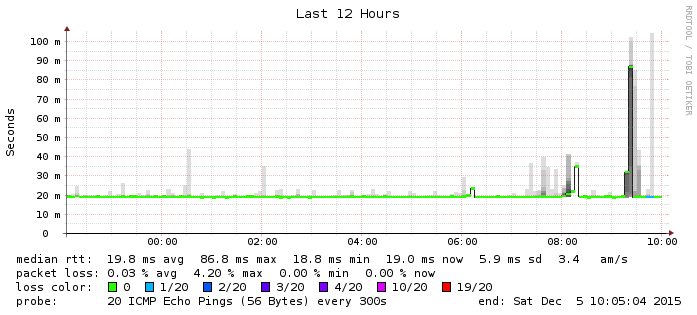 Last 12 Hours
RRDTOOL / TOBI OETIKER
Seconds
100 m
90 m
80 m
70 m
60 m
50 m
40 m
30 m
20 m
10 m
0 m
00:00 02:00 04:00 06:00 08:00 10:00
median rtt: 19.8 ms avg 86.8 ms max 18.8 ms min 19.0 ms now 5.9 ms sd 3.4 am/s
packet loss: 0.03 % avg 4.20 % max 0.00 % min 0.00 % now
loss color: 0 1/20 2/20 3/20 4/20 10/20 19/20
probe: 20 ICMP Echo Pings (56 Bytes) every 300s end: Sat Dec 5 10:05:04 2015